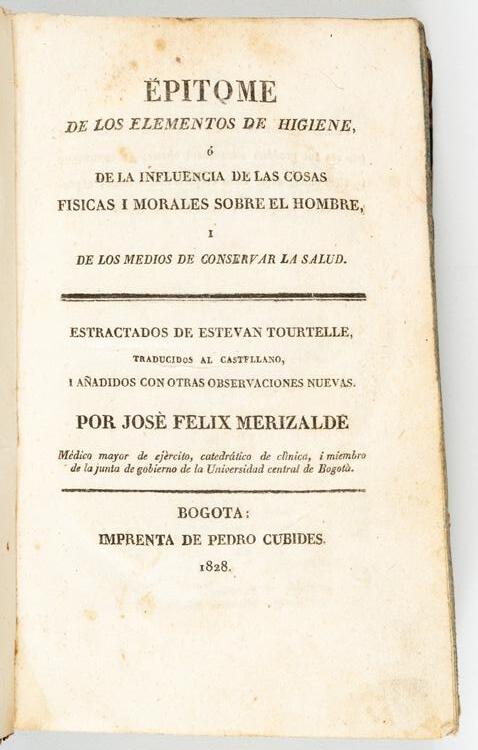 ÉPITOME
DE LOS ELEMENTOS DE HIGIENE,
ó
DE LA INFLUENCIA DE LAS COSAS
FISICAS I MORALES SOBRE EL HOMBRE,
I
DE LOS MEDIOS DE CONSERVAR LA SALUD.
ESTRACTADOS DE ESTEVAN TOURTELLE,
TRADUCIDOS AL CASTELLANO,
I AÑADIDOS CON OTRAS OBSERVACIONES NUEVAS.
POR JOSÈ FELIX MERIZALDE
Médico mayor de ejèrcito, catedrático de clìnica, i miembro
de la junta de gobierno de la Universidad central de Bogotà.
BOGOTA:
IMPRENTA DE PEDRO CUBIDES.
1828.